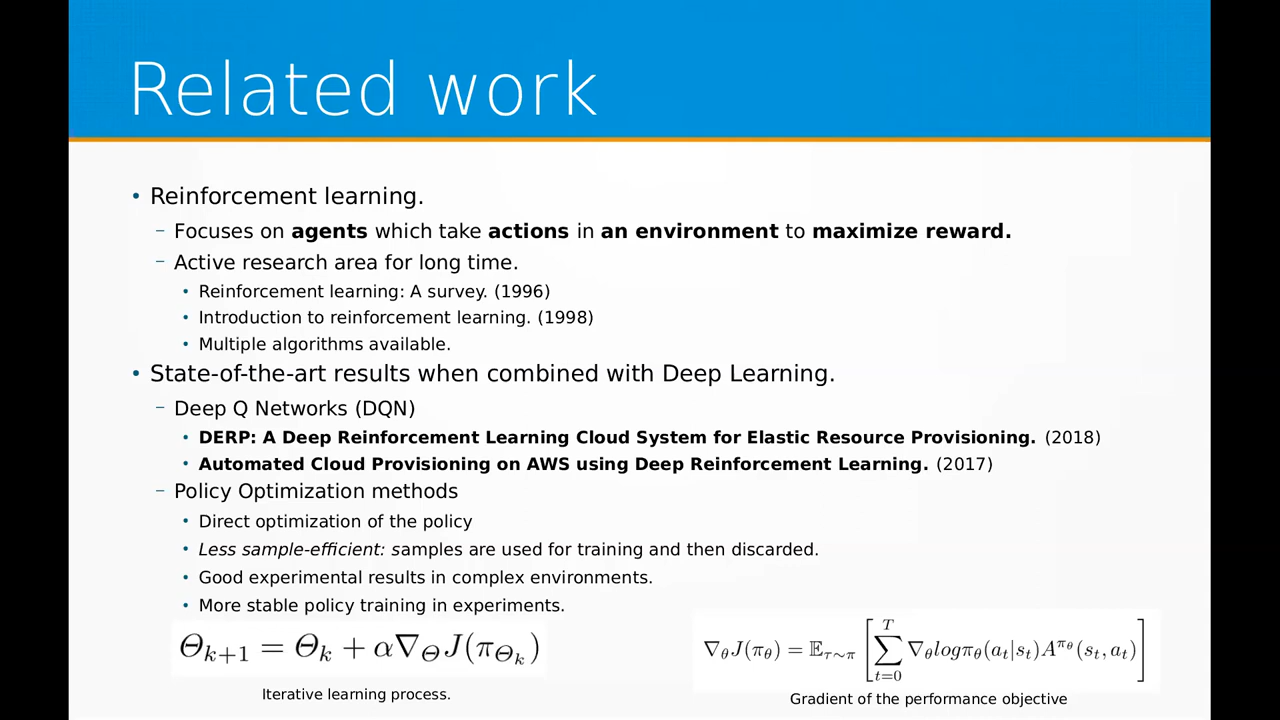 Related work
• Reinforcement learning.
– Focuses on agents which take actions in an environment to maximize reward.
– Active research area for long time.
• Reinforcement learning: A survey. (1996)
• Introduction to reinforcement learning. (1998)
• Multiple algorithms available.
• State-of-the-art results when combined with Deep Learning.
– Deep Q Networks (DQN)
• DERP: A Deep Reinforcement Learning Cloud System for Elastic Resource Provisioning. (2018)
• Automated Cloud Provisioning on AWS using Deep Reinforcement Learning. (2017)
– Policy Optimization methods
• Direct optimization of the policy
• Less sample-efficient: samples are used for training and then discarded.
• Good experimental results in complex environments.
• More stable policy training in experiments.
Θ_{k+1} = Θ_k + α∇_Θ J(π_{Θ_k})
Iterative learning process.
∇_θ J(π_θ) = 𝔼_{τ∼π} [∑_{t=0}^{T} ∇_θ logπ_θ(a_t|s_t)A^{π_θ}(s_t, a_t)]
Gradient of the performance objective